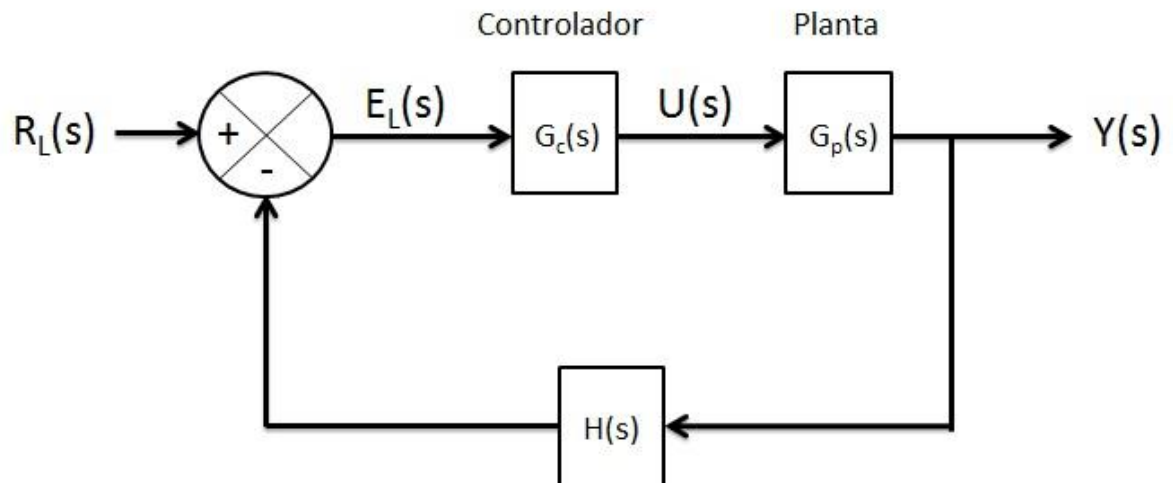 Controlador
Planta
R_L(s)
+
-
E_L(s)
G_c(s)
U(s)
G_p(s)
Y(s)
H(s)